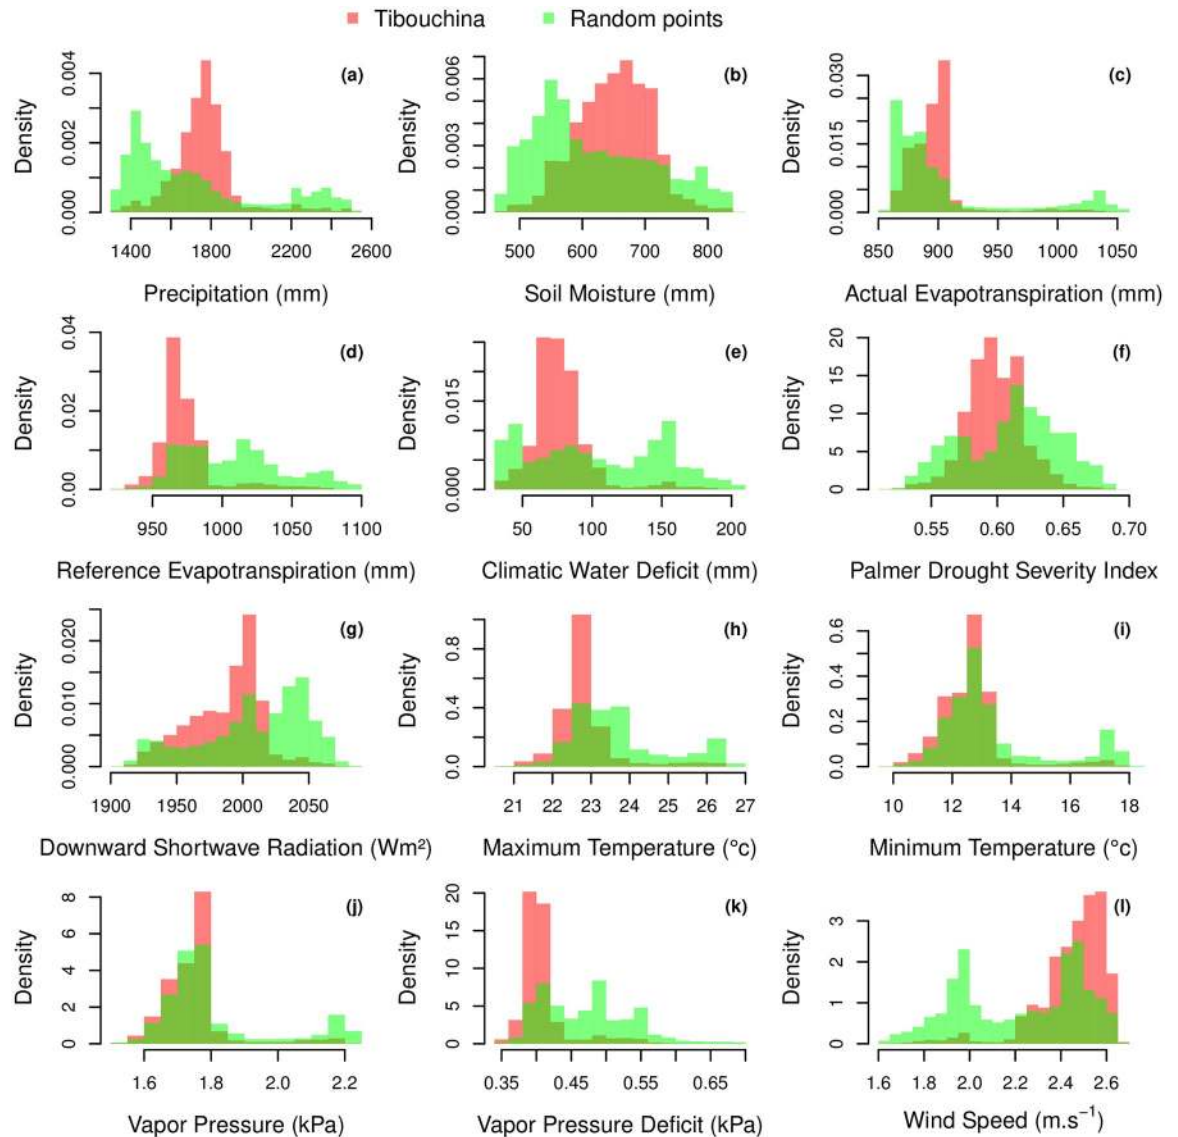 Tibouchina Random points
(a) (b) (c)
Density Density Density
0.000 0.002 0.004
0.000 0.003 0.006
0.000 0.015 0.030
1400 1800 2200 2600
500 600 700 800
850 900 950 1000 1050
Precipitation (mm) Soil Moisture (mm) Actual Evapotranspiration (mm)
(d) (e) (f)
Density Density Density
0.00 0.02 0.04
0.000 0.015
0 5 10 15 20
950 1000 1050 1100
50 100 150 200
0.55 0.60 0.65 0.70
Reference Evapotranspiration (mm) Climatic Water Deficit (mm) Palmer Drought Severity Index
(g) (h) (i)
Density Density Density
0.000 0.010 0.020
0.0 0.4 0.8
0.0 0.2 0.4 0.6
1900 1950 2000 2050
21 22 23 24 25 26 27
10 12 14 16 18
Downward Shortwave Radiation (Wm²) Maximum Temperature (°c) Minimum Temperature (°c)
(j) (k) (l)
Density Density Density
0 2 4 6 8
0 5 10 15 20
0 1 2 3
1.6 1.8 2.0 2.2
0.35 0.45 0.55 0.65
1.6 1.8 2.0 2.2 2.4 2.6
Vapor Pressure (kPa) Vapor Pressure Deficit (kPa) Wind Speed (m.s⁻¹)